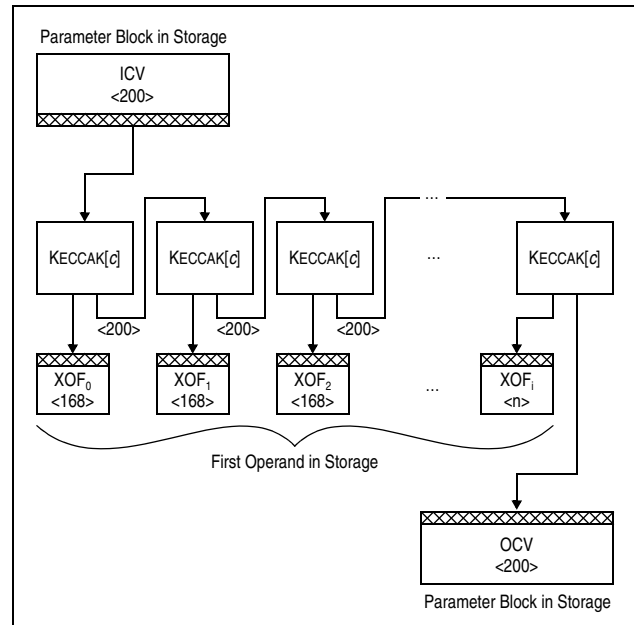 Parameter Block in Storage
ICV
<200>
...
KECCAK[c] KECCAK[c] KECCAK[c] ... KECCAK[c]
<200> <200> <200>
XOF₀ XOF₁ XOF₂ ... XOFᵢ
<168> <168> <168> <n>
First Operand in Storage
OCV
<200>
Parameter Block in Storage